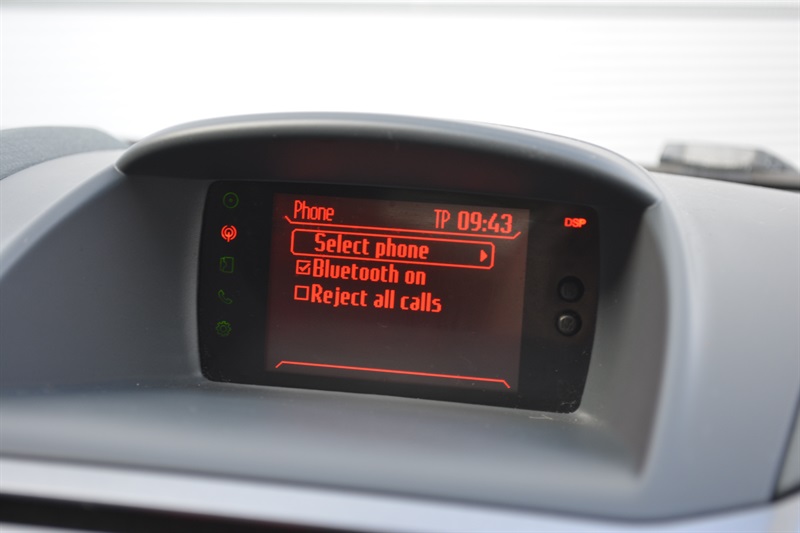 Phone TP 09:43 DSP
Select phone
Bluetooth on
Reject all calls